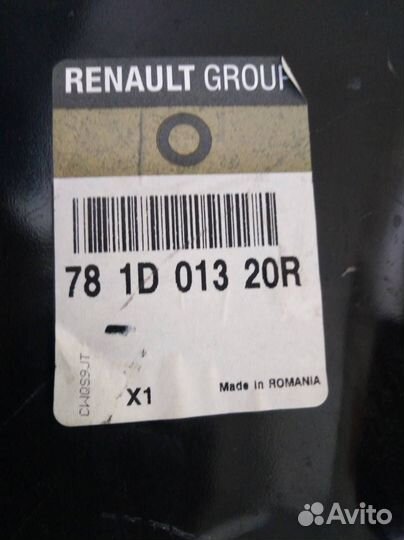 RENAULT GROUP
78 1D 013 20R
CWQS9JT
X1
Made in ROMANIA
Avito